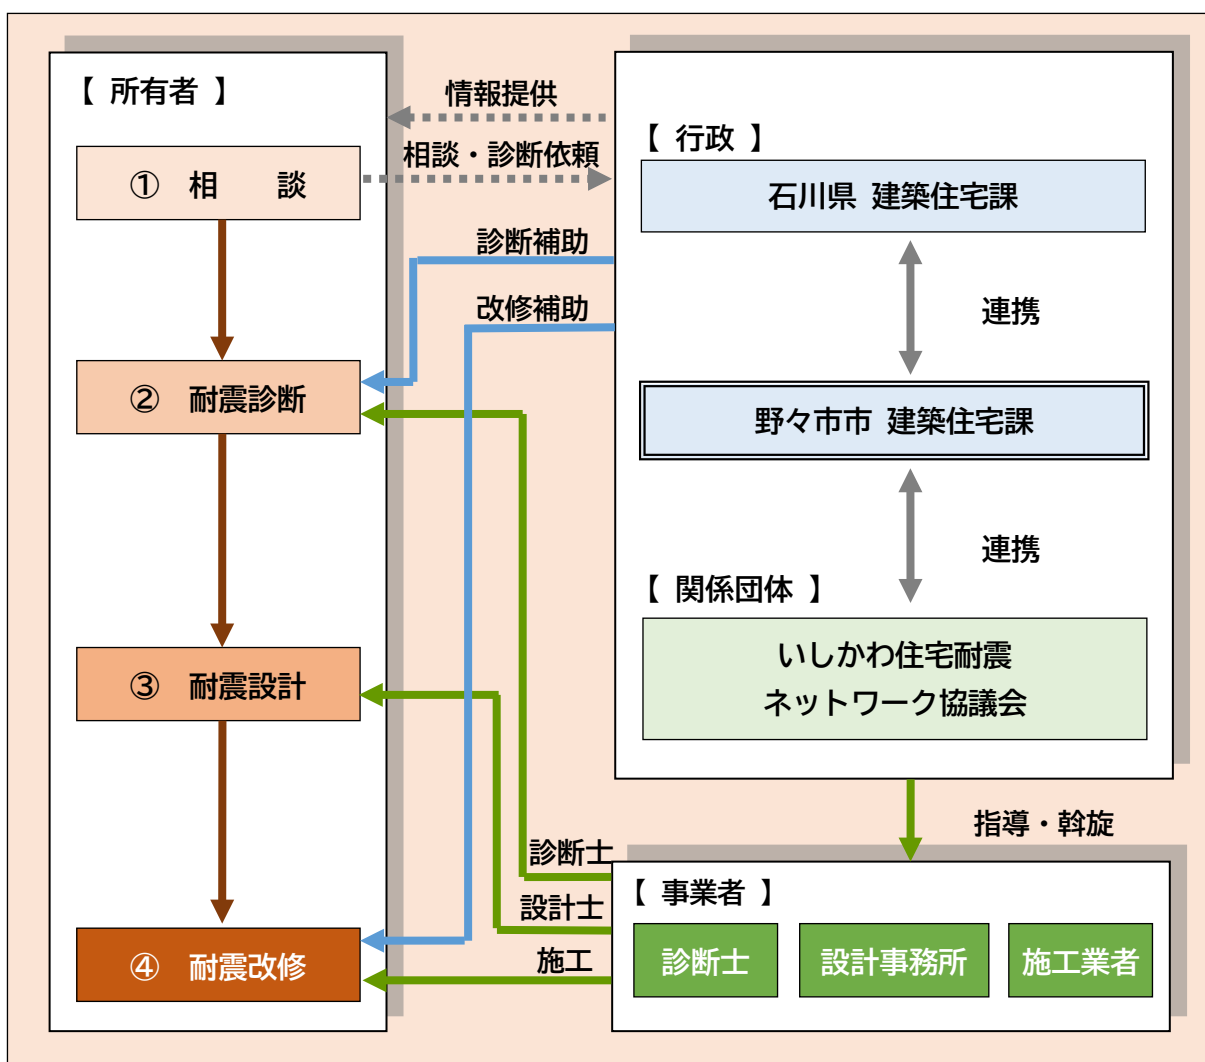 【 所有者 】
① 相　　談
② 耐震診断
③ 耐震設計
④ 耐震改修
情報提供
相談・診断依頼
診断補助
改修補助
【 行政 】
石川県 建築住宅課
連携
野々市市 建築住宅課
連携
【 関係団体 】
いしかわ住宅耐震
ネットワーク協議会
指導・斡旋
診断士
設計士
施工
【 事業者 】
診断士
設計事務所
施工業者